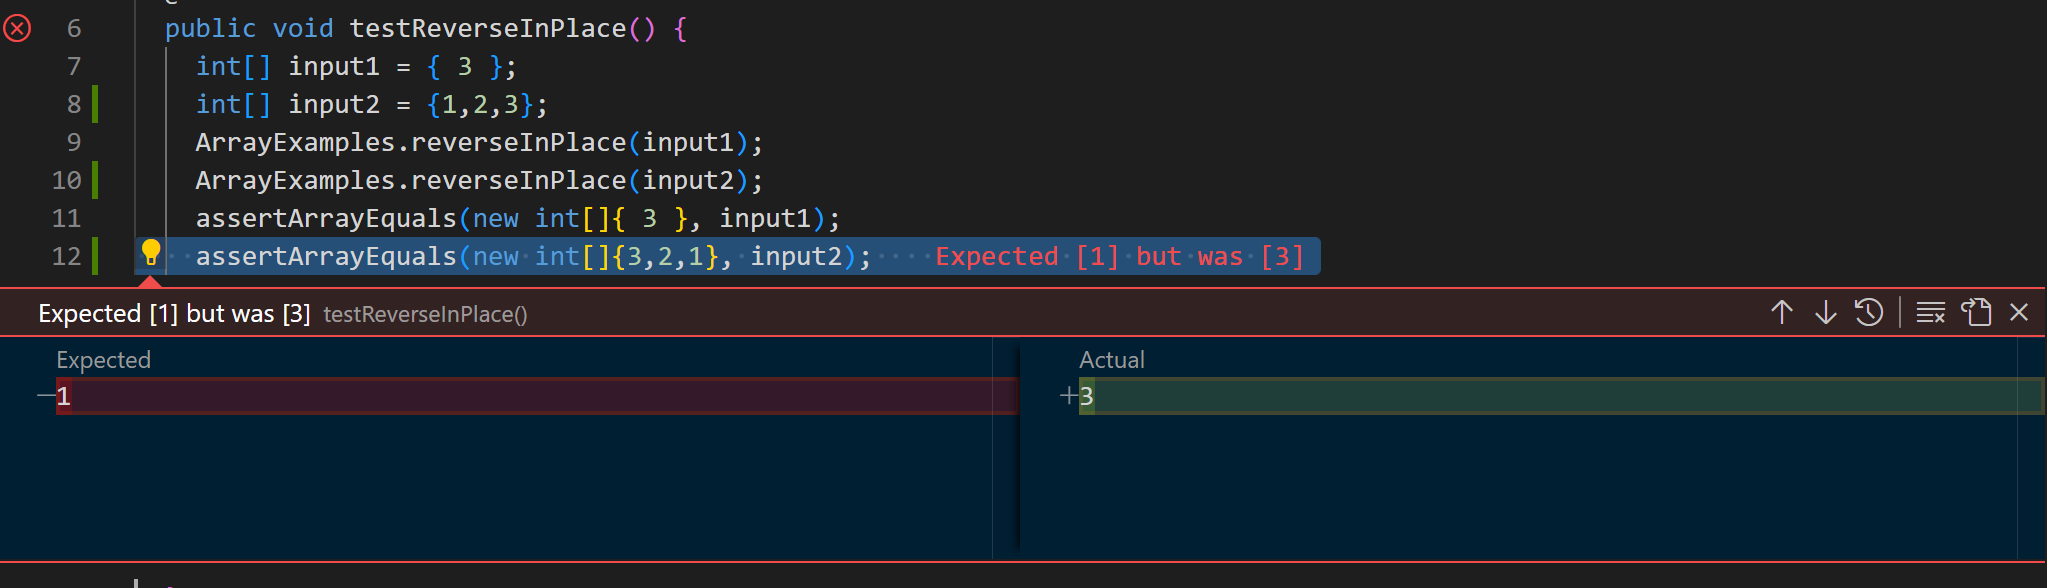 6 public void testReverseInPlace() {
7 int[] input1 = { 3 };
8 int[] input2 = {1,2,3};
9 ArrayExamples.reverseInPlace(input1);
10 ArrayExamples.reverseInPlace(input2);
11 assertArrayEquals(new int[]{ 3 }, input1);
12 assertArrayEquals(new int[]{3,2,1}, input2); Expected [1] but was [3]
Expected [1] but was [3] testReverseInPlace()
Expected Actual
—1 +3